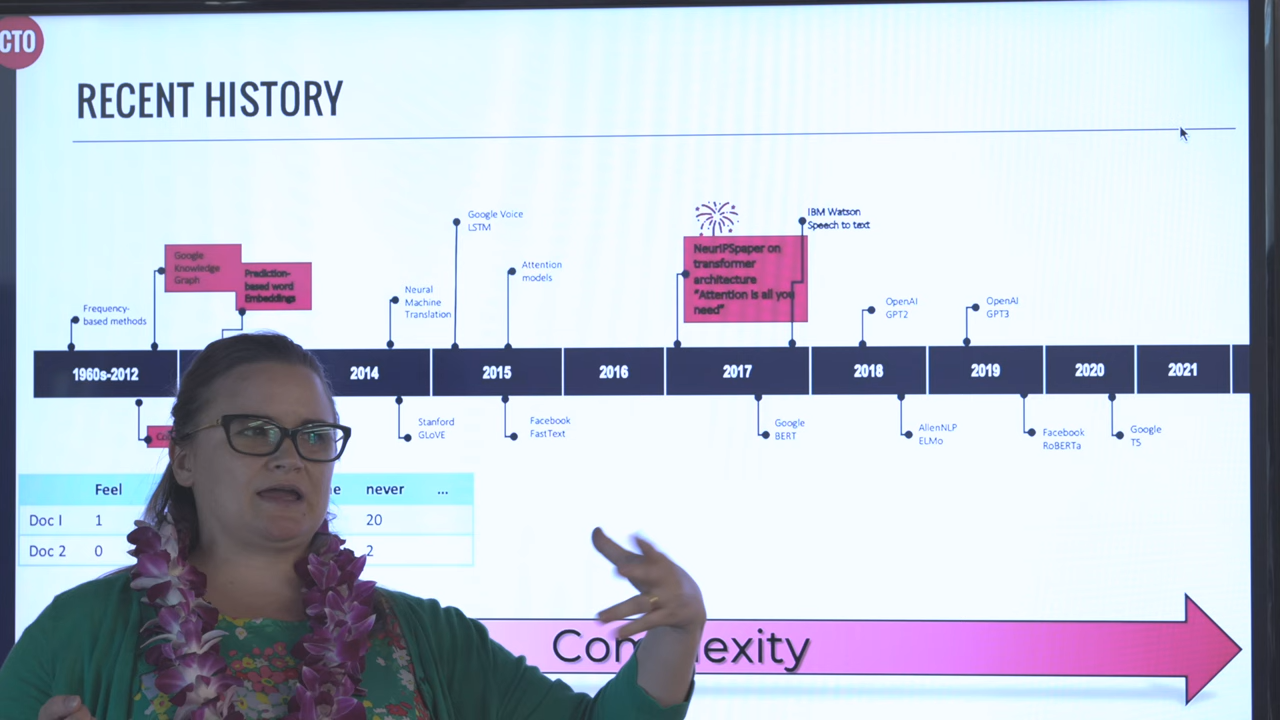 CTO
RECENT HISTORY
Google Voice
LSTM
IBM Watson
Speech to text
Google
Knowledge
Graph
Prediction-
based word
Embeddings
Attention
models
NeurIPSpaper on
transformer
architecture
"Attention is all you
need"
Frequency-
based methods
Neural
Machine
Translation
OpenAI
GPT2
OpenAI
GPT3
1960s-2012 2014 2015 2016 2017 2018 2019 2020 2021
Stanford
GLoVE
Facebook
FastText
Google
BERT
AllenNLP
ELMo
Facebook
RoBERTa
Google
T5
Feel never ...
Doc 1 1 20
Doc 2 0 2